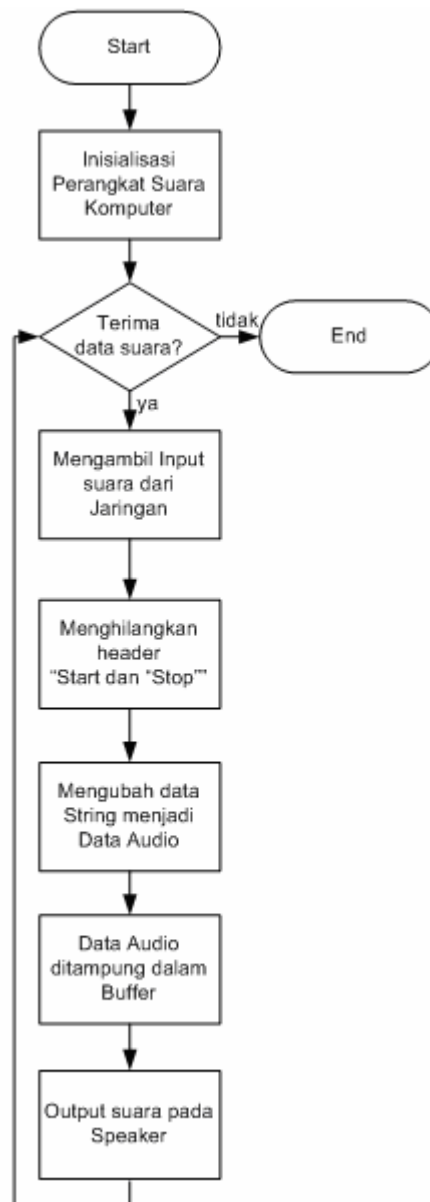 Start
Inisialisasi
Perangkat Suara
Komputer
Terima
data suara?
tidak
End
ya
Mengambil Input
suara dari
Jaringan
Menghilangkan
header
“Start dan “Stop””
Mengubah data
String menjadi
Data Audio
Data Audio
ditampung dalam
Buffer
Output suara pada
Speaker